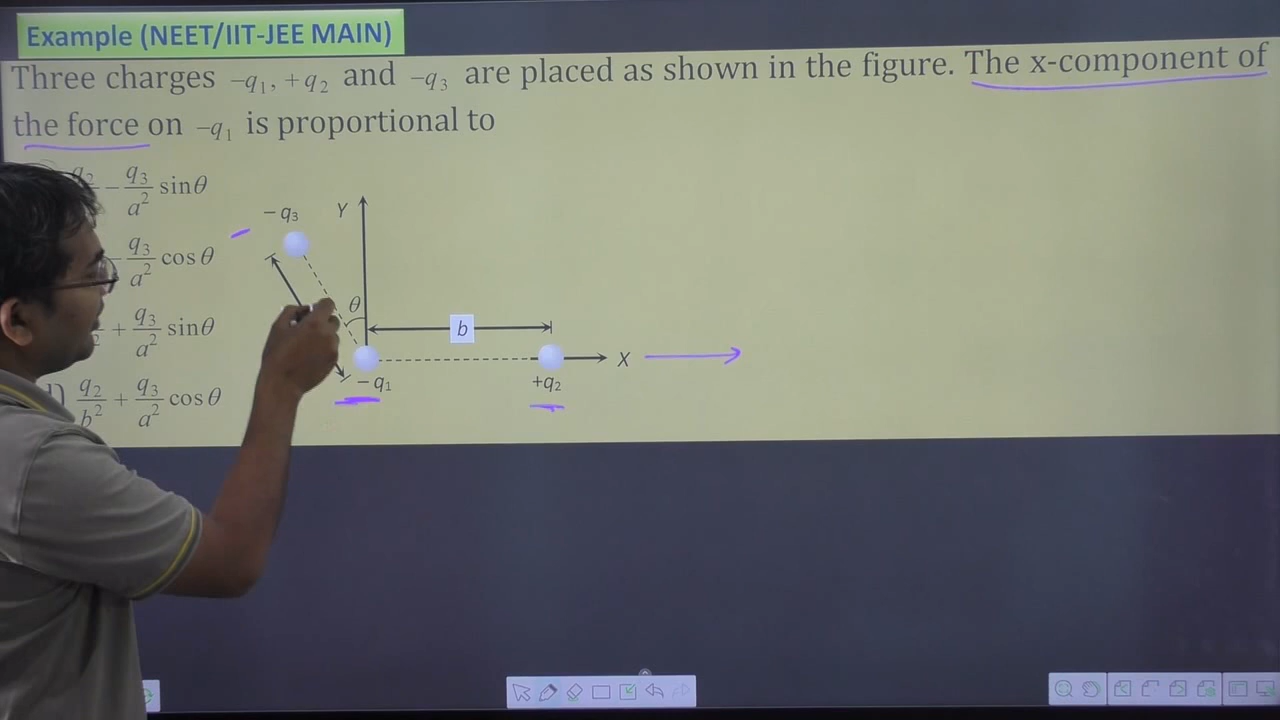 Example (NEET/IIT-JEE MAIN)
Three charges −q₁, +q₂ and −q₃ are placed as shown in the figure. The x-component of
the force on −q₁ is proportional to
− q₃/a² sinθ
− q₃/a² cosθ
+ q₃/a² sinθ
q₂/b² + q₃/a² cosθ
− q₃
Y
θ
b
X
− q₁
+q₂